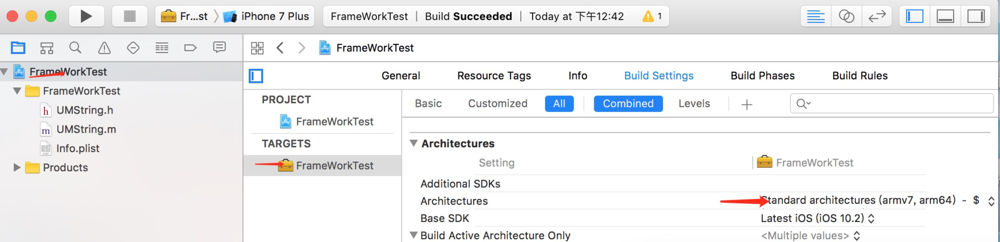 Fr...st
iPhone 7 Plus
FrameWorkTest | Build Succeeded | Today at 下午12:42
1
FrameWorkTest
FrameWorkTest
UMString.h
UMString.m
Info.plist
Products
FrameWorkTest
General
Resource Tags
Info
Build Settings
Build Phases
Build Rules
PROJECT
FrameWorkTest
TARGETS
FrameWorkTest
Basic
Customized
All
Combined
Levels
Architectures
Setting
FrameWorkTest
Additional SDKs
Architectures
Standard architectures (armv7, arm64) - $
Base SDK
Latest iOS (iOS 10.2)
Build Active Architecture Only
<Multiple values>